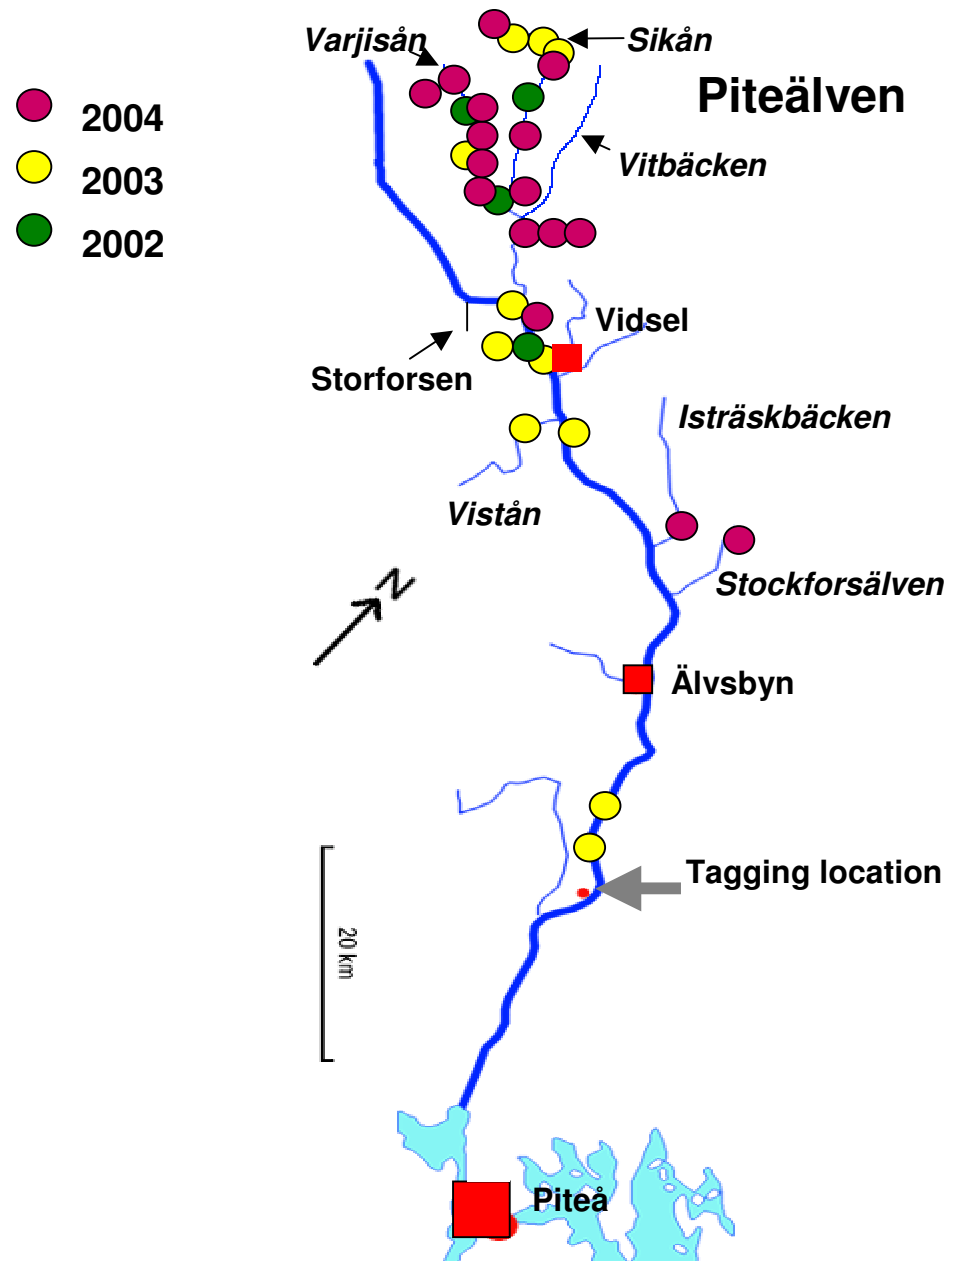 Varjisån
Sikån
Piteälven
2004
Vitbäcken
2003
2002
Vidsel
Storforsen
Isträskbäcken
Vistån
Stockforsälven
N
Älvsbyn
Tagging location
20 km
Piteå